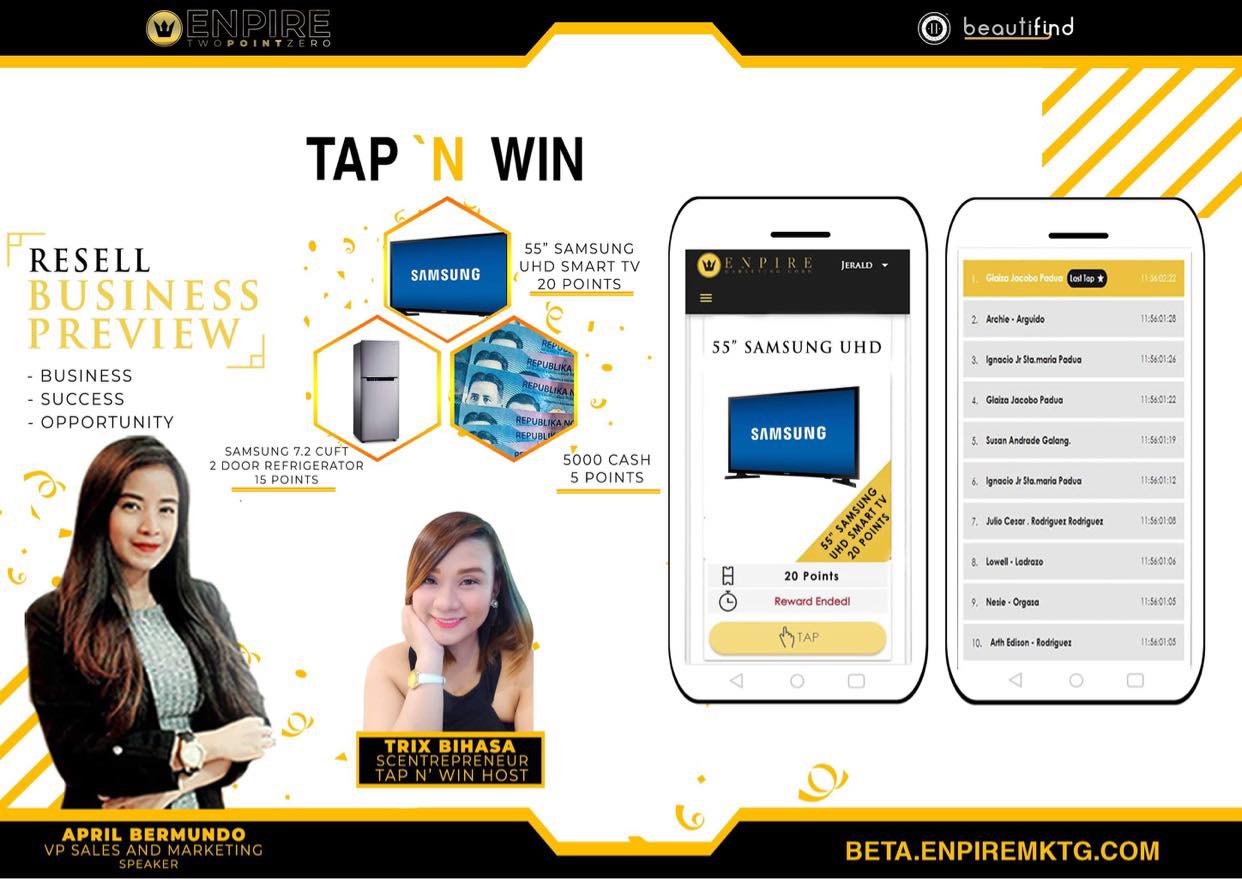 ENPIRE
TWOPOINTZERO
beautifind
TAP `N WIN
RESELL
BUSINESS
PREVIEW
- BUSINESS
- SUCCESS
- OPPORTUNITY
SAMSUNG
55” SAMSUNG
UHD SMART TV
20 POINTS
REPUBLIKA
REPUBLIKA N
REPUBLIKA
SAMSUNG 7.2 CUFT
2 DOOR REFRIGERATOR
15 POINTS
5000 CASH
5 POINTS
TRIX BIHASA
SCENTREPRENEUR
TAP N’ WIN HOST
APRIL BERMUNDO
VP SALES AND MARKETING
SPEAKER
ENPIRE
MARKETING CORP
JERALD
55” SAMSUNG UHD
SAMSUNG
55” SAMSUNG
UHD SMART TV
20 POINTS
20 Points
Reward Ended!
TAP
1. Glaiza Jacobo Padua Last Tap ★ 11:56:02:22
2. Archie - Arguido 11:56:01:28
3. Ignacio Jr Sta.maria Padua 11:56:01:26
4. Glaiza Jacobo Padua 11:56:01:22
5. Susan Andrade Galang. 11:56:01:19
6. Ignacio Jr Sta.maria Padua 11:56:01:12
7. Julio Cesar . Rodriguez Rodriguez 11:56:01:08
8. Lowell - Ladrazo 11:56:01:06
9. Nesie - Orgasa 11:56:01:05
10. Arth Edison - Rodriguez 11:56:01:05
BETA.ENPIREMKTG.COM